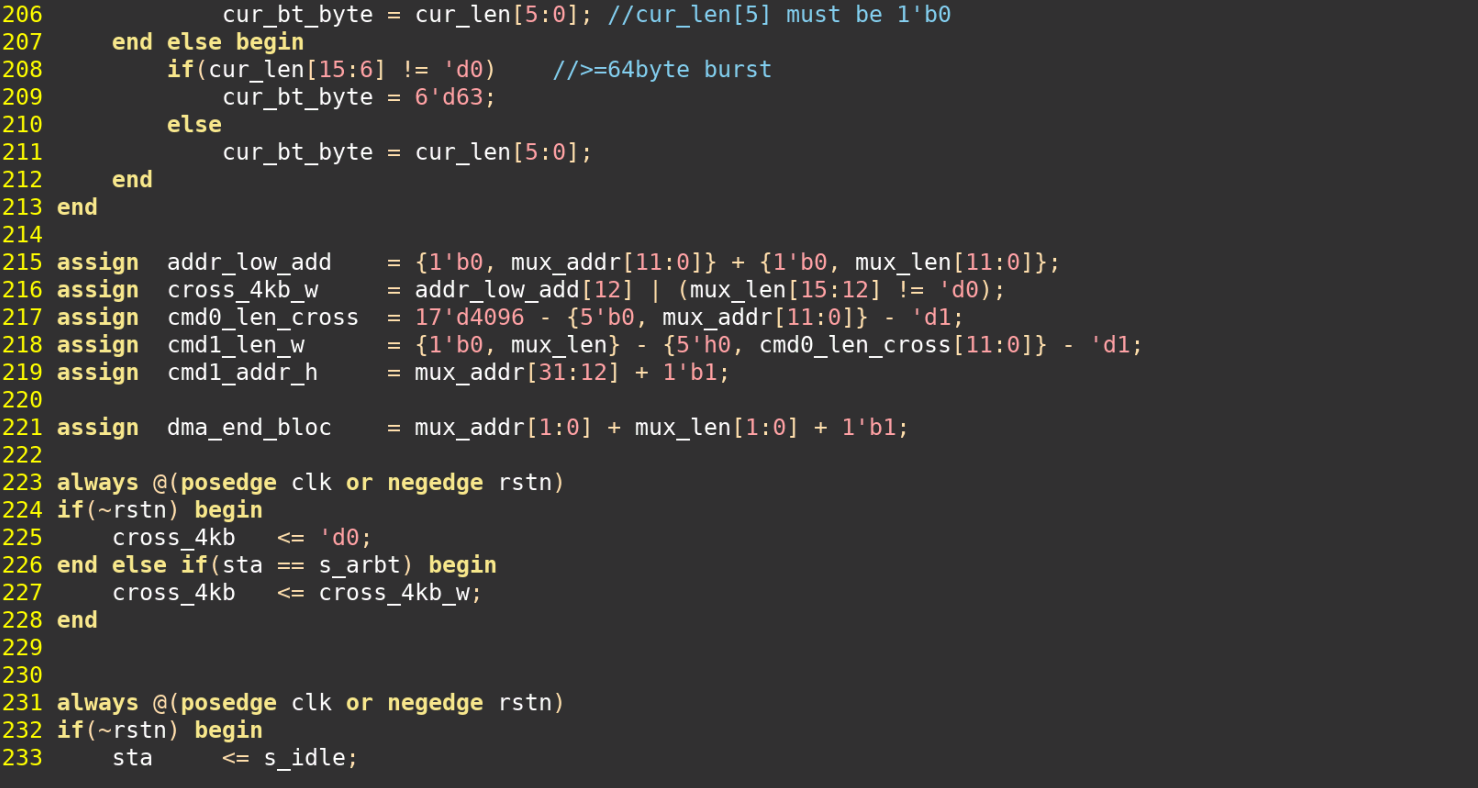 206             cur_bt_byte = cur_len[5:0]; //cur_len[5] must be 1'b0
207     end else begin
208         if(cur_len[15:6] != 'd0)    //>=64byte burst
209             cur_bt_byte = 6'd63;
210         else
211             cur_bt_byte = cur_len[5:0];
212     end
213 end
214
215 assign  addr_low_add    = {1'b0, mux_addr[11:0]} + {1'b0, mux_len[11:0]};
216 assign  cross_4kb_w     = addr_low_add[12] | (mux_len[15:12] != 'd0);
217 assign  cmd0_len_cross  = 17'd4096 - {5'b0, mux_addr[11:0]} - 'd1;
218 assign  cmd1_len_w      = {1'b0, mux_len} - {5'h0, cmd0_len_cross[11:0]} - 'd1;
219 assign  cmd1_addr_h     = mux_addr[31:12] + 1'b1;
220
221 assign  dma_end_bloc    = mux_addr[1:0] + mux_len[1:0] + 1'b1;
222
223 always @(posedge clk or negedge rstn)
224 if(~rstn) begin
225     cross_4kb   <= 'd0;
226 end else if(sta == s_arbt) begin
227     cross_4kb   <= cross_4kb_w;
228 end
229
230
231 always @(posedge clk or negedge rstn)
232 if(~rstn) begin
233     sta     <= s_idle;